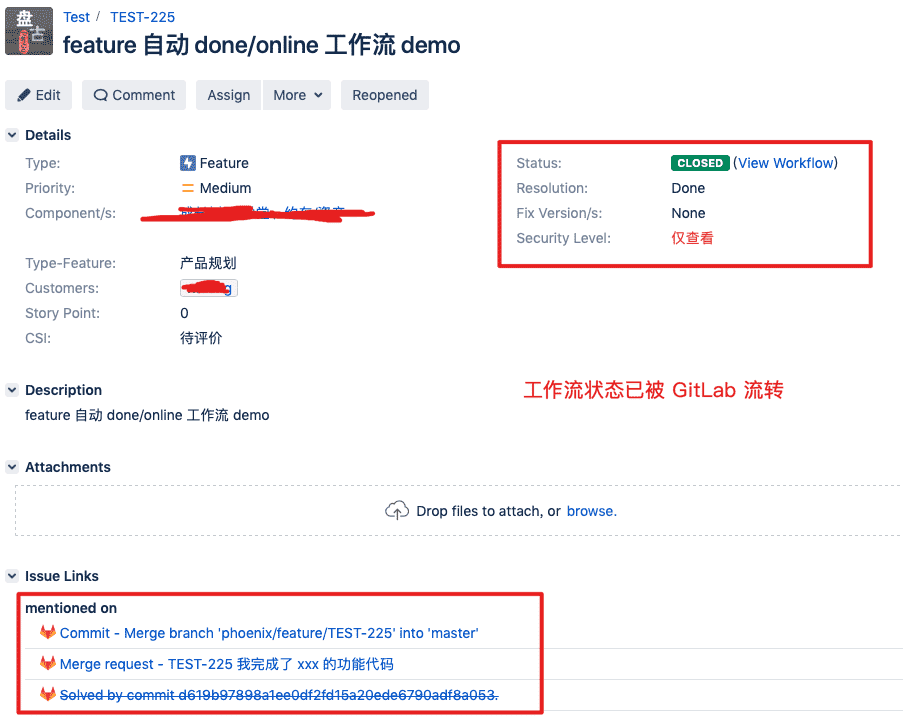 盘古
Test / TEST-225
feature 自动 done/online 工作流 demo
Edit Comment Assign More Reopened
Details
Type: Feature
Priority: Medium
Component/s:
Type-Feature: 产品规划
Customers:
Story Point: 0
CSI: 待评价
Status: CLOSED (View Workflow)
Resolution: Done
Fix Version/s: None
Security Level: 仅查看
Description
feature 自动 done/online 工作流 demo
工作流状态已被 GitLab 流转
Attachments
Drop files to attach, or browse.
Issue Links
mentioned on
Commit - Merge branch 'phoenix/feature/TEST-225' into 'master'
Merge request - TEST-225 我完成了 xxx 的功能代码
Solved by commit d619b97898a1ee0df2fd15a20ede6790adf8a053.